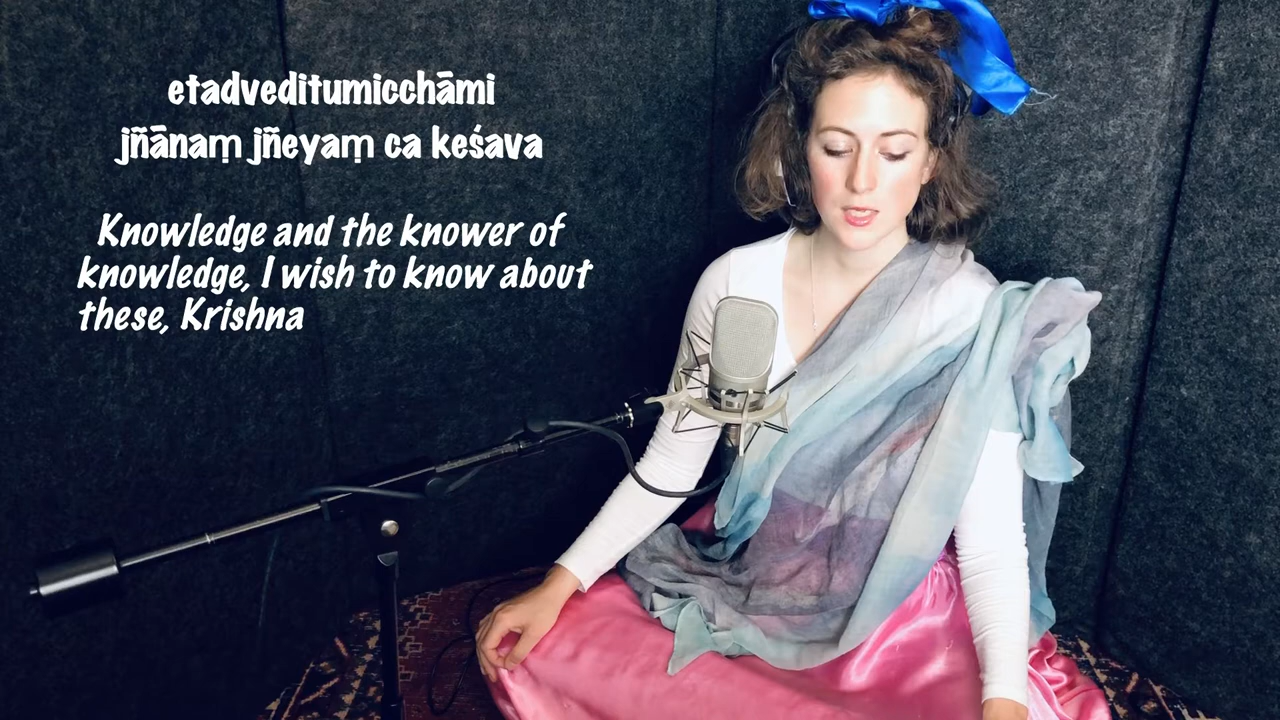 etadveditumicchāmi
jñānaṃ jñeyaṃ ca keśava
Knowledge and the knower of
knowledge, I wish to know about
these, Krishna